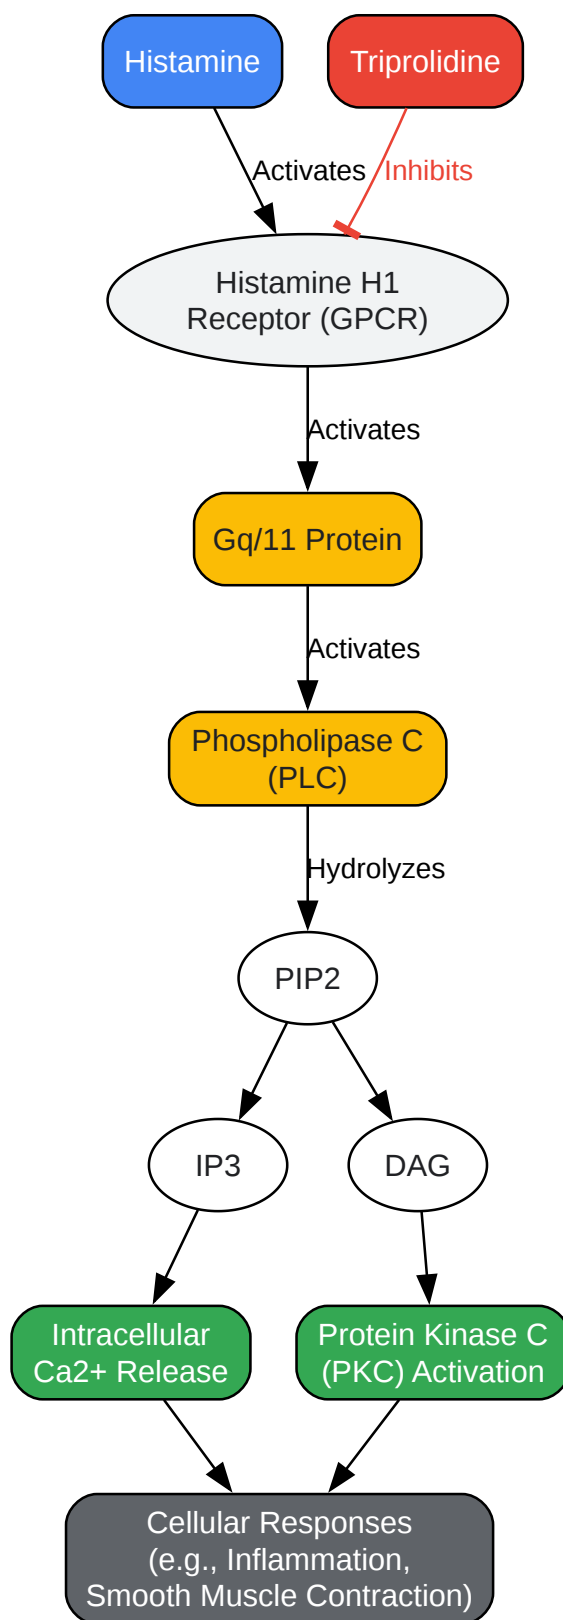 Histamine
Triprolidine
Activates
Inhibits
Histamine H1
Receptor (GPCR)
Activates
Gq/11 Protein
Activates
Phospholipase C
(PLC)
Hydrolyzes
PIP2
IP3
DAG
Intracellular
Ca2+ Release
Protein Kinase C
(PKC) Activation
Cellular Responses
(e.g., Inflammation,
Smooth Muscle Contraction)